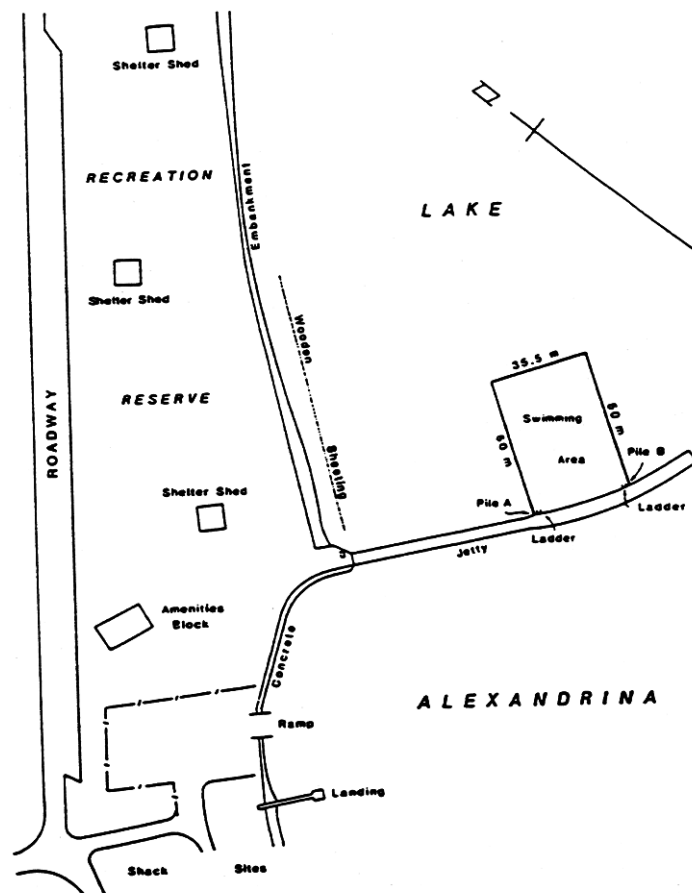 Shelter Shed
RECREATION
Embankment
LAKE
Shelter Shed
Wooden
Sheeting
35.5 m
60 m
60 m
Swimming
Area
ROADWAY
RESERVE
Pile B
Shelter Shed
Pile A
Ladder
Ladder
Jetty
Amenities
Block
Concrete
ALEXANDRINA
Ramp
Landing
Shack
Sites